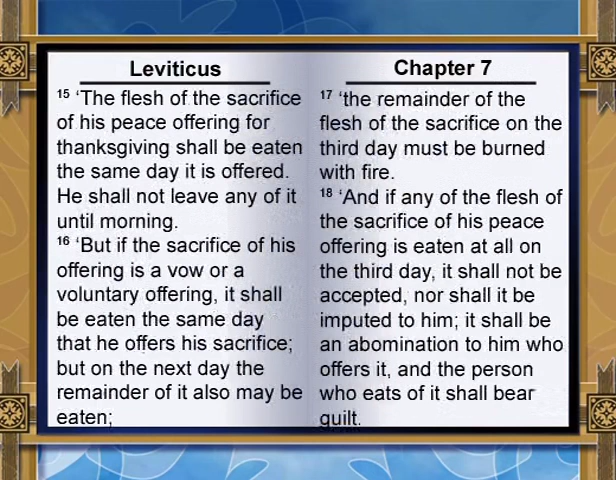 Leviticus
15 ‘The flesh of the sacrifice
of his peace offering for
thanksgiving shall be eaten
the same day it is offered.
He shall not leave any of it
until morning.
16 ‘But if the sacrifice of his
offering is a vow or a
voluntary offering, it shall
be eaten the same day
that he offers his sacrifice;
but on the next day the
remainder of it also may be
eaten;
Chapter 7
17 ‘the remainder of the
flesh of the sacrifice on the
third day must be burned
with fire.
18 ‘And if any of the flesh of
the sacrifice of his peace
offering is eaten at all on
the third day, it shall not be
accepted, nor shall it be
imputed to him; it shall be
an abomination to him who
offers it, and the person
who eats of it shall bear
guilt.